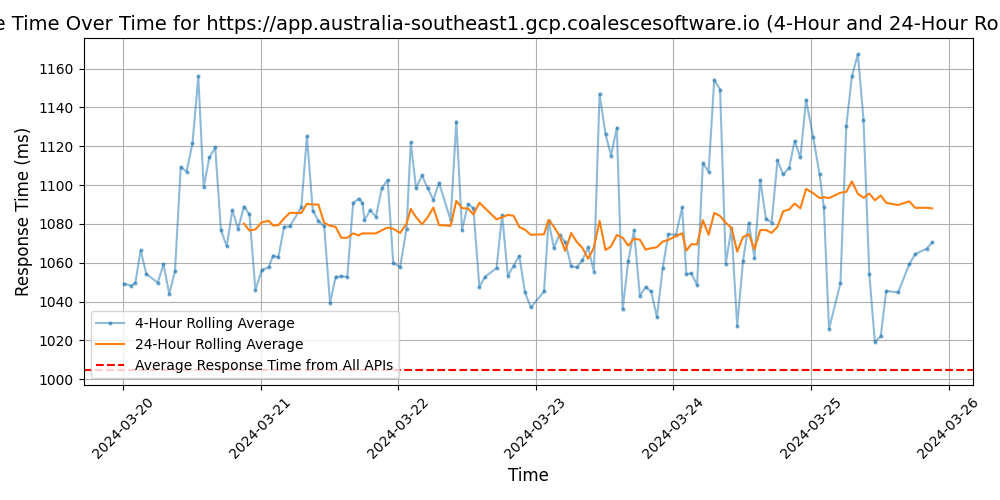 e Time Over Time for https://app.australia-southeast1.gcp.coalescesoftware.io (4-Hour and 24-Hour Ro
Response Time (ms)
1160
1140
1120
1100
1080
1060
1040
1020
1000
4-Hour Rolling Average
24-Hour Rolling Average
Average Response Time from All APIs
2024-03-20
2024-03-21
2024-03-22
2024-03-23
2024-03-24
2024-03-25
2024-03-26
Time